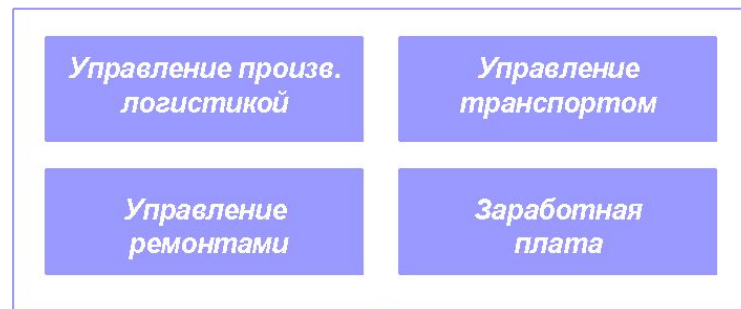 Управление произв.
логистикой
Управление
транспортом
Управление
ремонтами
Заработная
плата